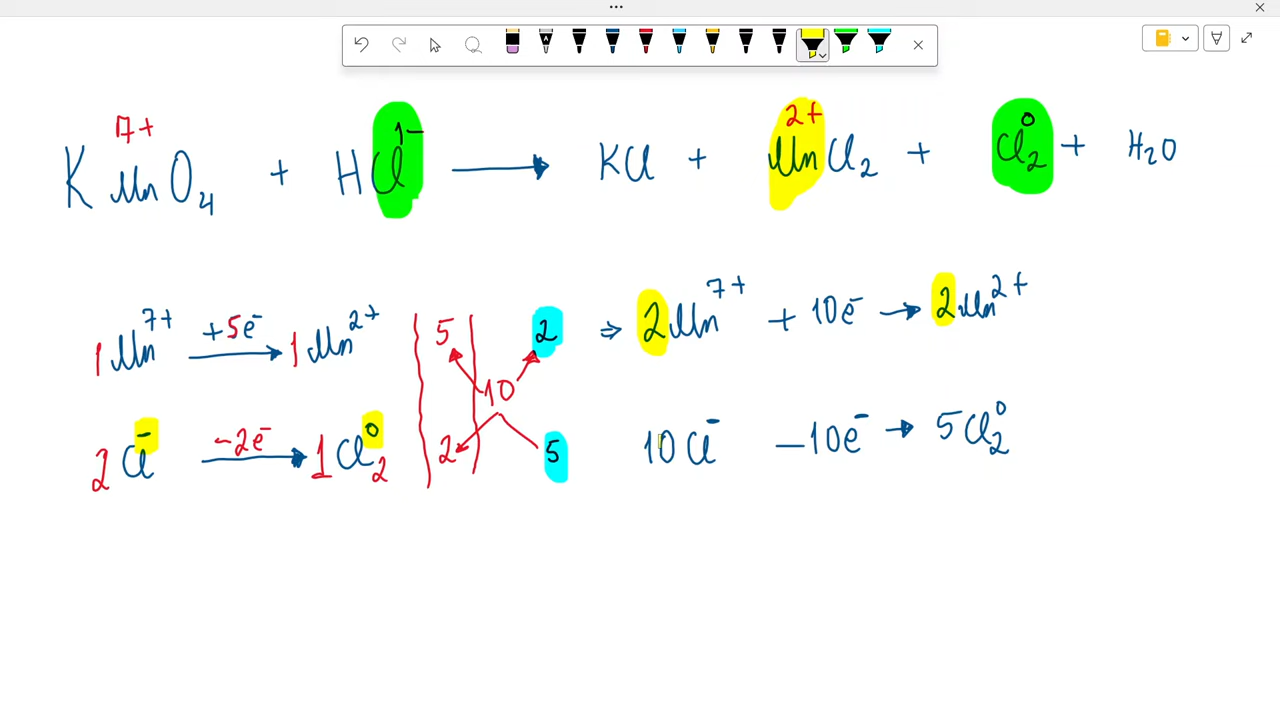 7+ 1- 2+ 0
KMnO4 + HCl → KCl + MnCl2 + Cl2 + H2O
1Mn7+ +5e- → 1Mn2+ 5 2 ⇒ 2Mn7+ + 10e- → 2Mn2+
10
2Cl- -2e- → 1Cl2 0 2 5 10Cl- -10e- → 5Cl2 0